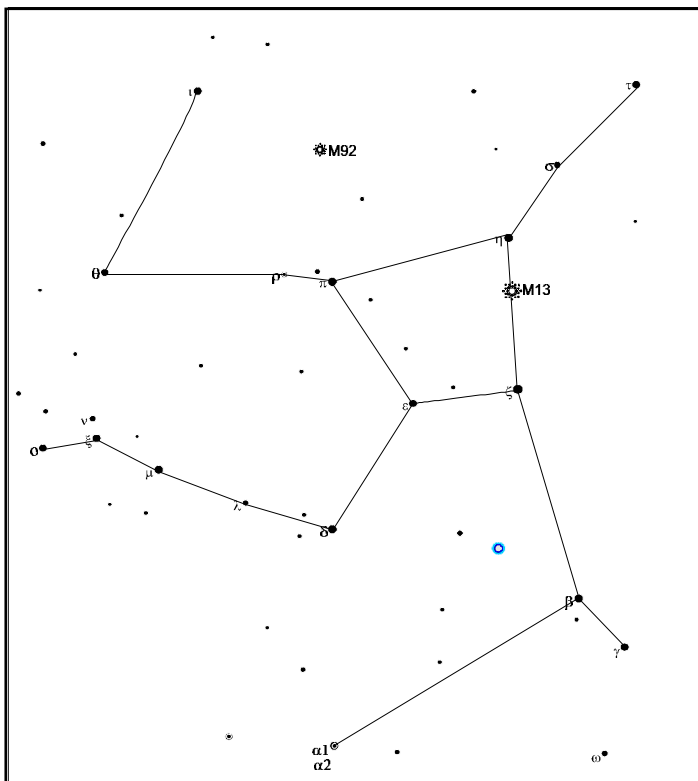 τ
ι
M92
σ
η
θ
ρ
π
M13
ε
ζ
ν
ο
ξ
μ
λ
δ
β
γ
α1
α2
ω